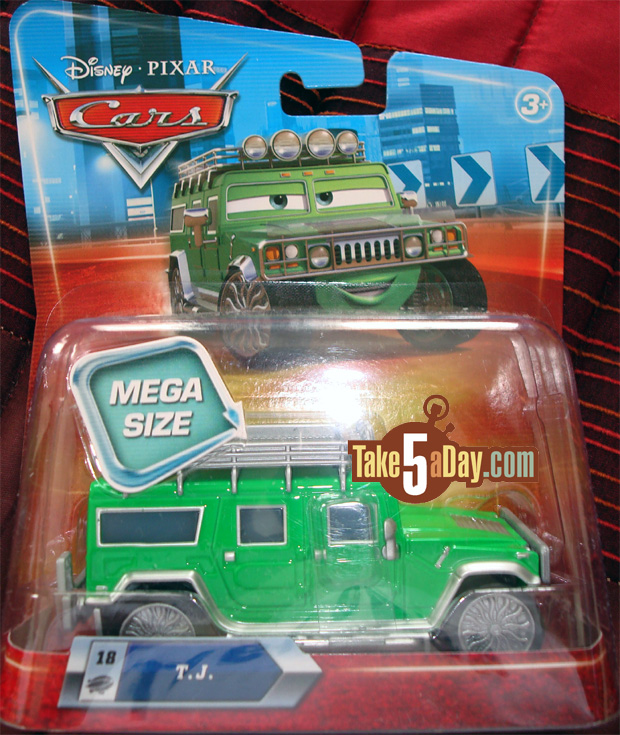 DISNEY · PIXAR
Cars
3+
MEGA
SIZE
Take5aDay.com
18
T.J.